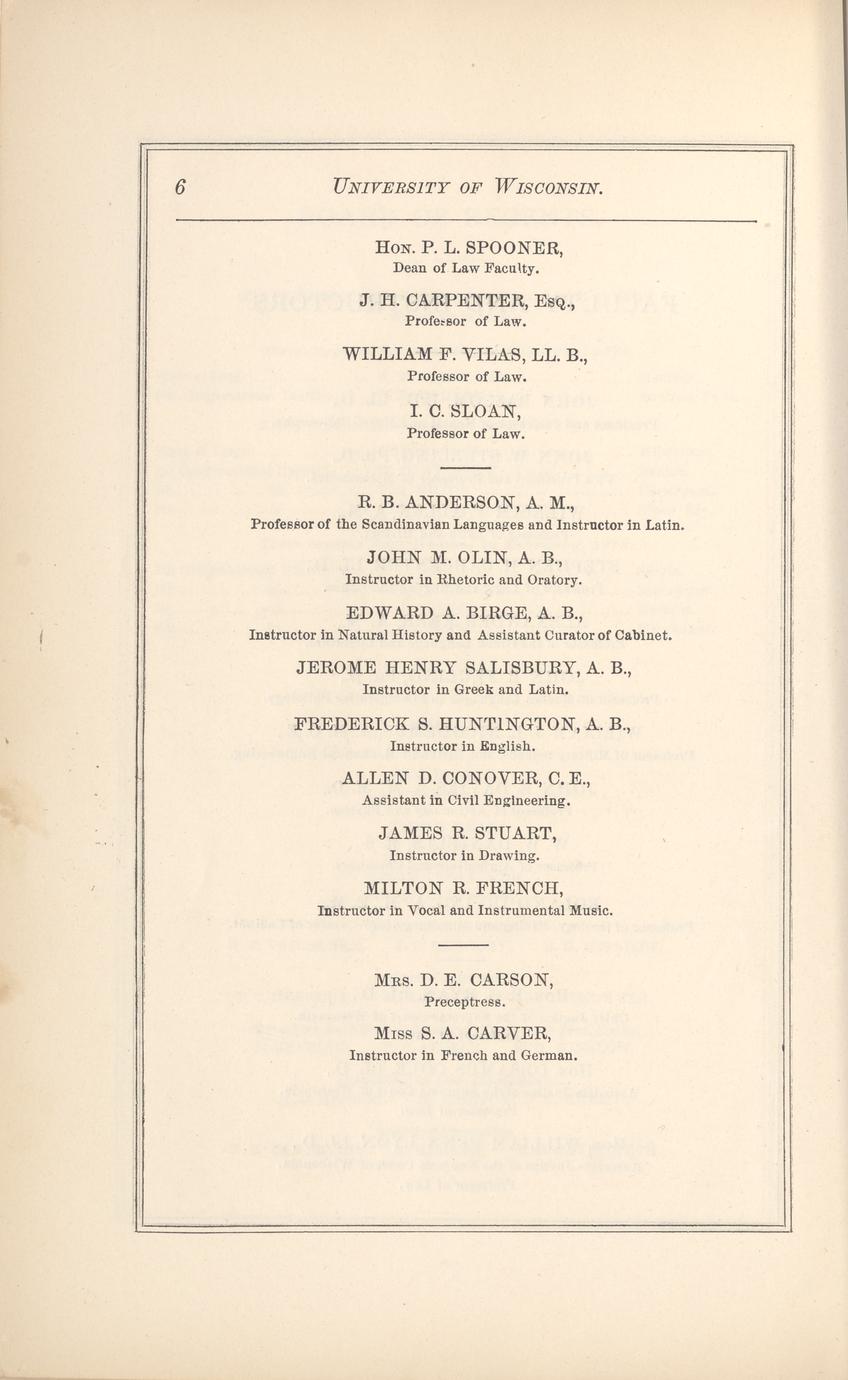 6 UNIVERSITY OF WISCONSIN.
HON. P. L. SPOONER,
Dean of Law Faculty.
J. H. CARPENTER, ESQ.,
Professor of Law.
WILLIAM F. VILAS, LL. B.,
Professor of Law.
I. C. SLOAN,
Professor of Law.
R. B. ANDERSON, A. M.,
Professor of the Scandinavian Languages and Instructor in Latin.
JOHN M. OLIN, A. B.,
Instructor in Rhetoric and Oratory.
EDWARD A. BIRGE, A. B.,
Instructor in Natural History and Assistant Curator of Cabinet.
JEROME HENRY SALISBURY, A. B.,
Instructor in Greek and Latin.
FREDERICK S. HUNT1NGTON, A. B.,
Instructor in English.
ALLEN D. CONOVER, C. E.,
Assistant in Civil Engineering.
JAMES R. STUART,
Instructor in Drawing.
MILTON R. FRENCH,
Instructor in Vocal and Instrumental Music.
MRS. D. E. CARSON,
Preceptress.
MISS S. A. CARVER,
Instructor in French and German.